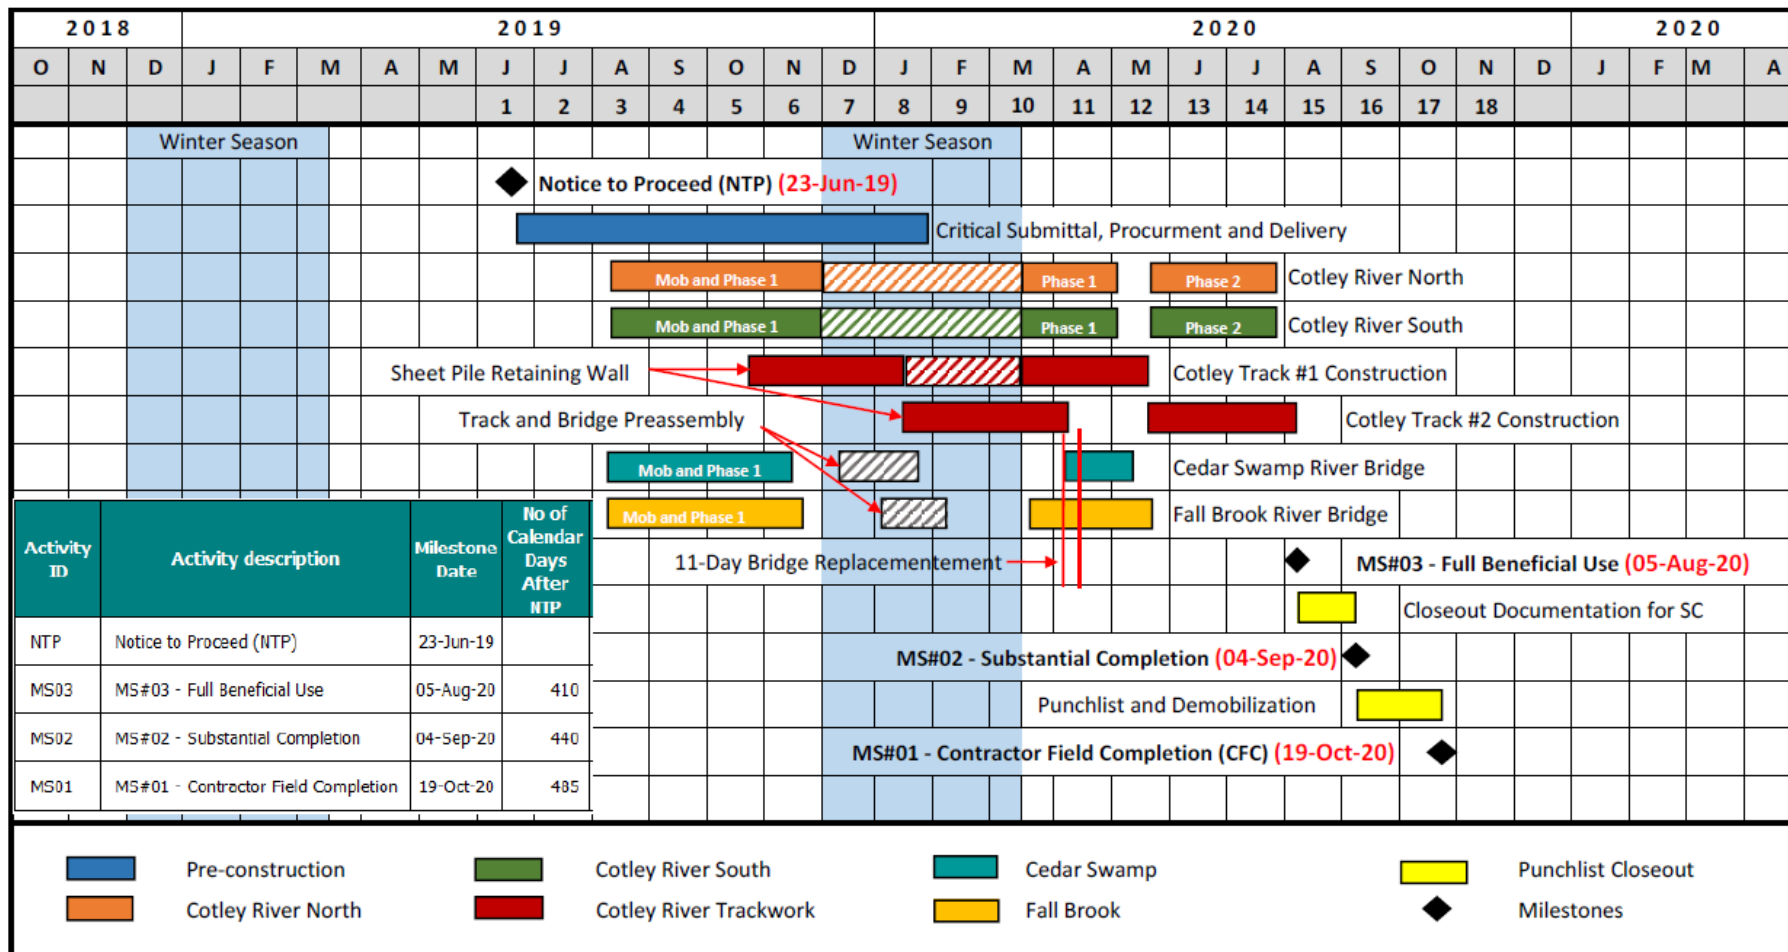 2018 2019 2020 2020
O N D J F M A M J J A S O N D J F M A M J J A S O N D J F M A
1 2 3 4 5 6 7 8 9 10 11 12 13 14 15 16 17 18
Winter Season Winter Season
Notice to Proceed (NTP) (23-Jun-19)
Critical Submittal, Procurment and Delivery
Mob and Phase 1 Phase 1 Phase 2 Cotley River North
Mob and Phase 1 Phase 1 Phase 2 Cotley River South
Sheet Pile Retaining Wall Cotley Track #1 Construction
Track and Bridge Preassembly Cotley Track #2 Construction
Mob and Phase 1 Cedar Swamp River Bridge
Mob and Phase 1 Fall Brook River Bridge
11-Day Bridge Replacementement MS#03 - Full Beneficial Use (05-Aug-20)
Closeout Documentation for SC
MS#02 - Substantial Completion (04-Sep-20)
Punchlist and Demobilization
MS#01 - Contractor Field Completion (CFC) (19-Oct-20)
Activity
ID
Activity description
Milestone
Date
No of
Calendar
Days
After
NTP
NTP Notice to Proceed (NTP) 23-Jun-19
MS03 MS#03 - Full Beneficial Use 05-Aug-20 410
MS02 MS#02 - Substantial Completion 04-Sep-20 440
MS01 MS#01 - Contractor Field Completion 19-Oct-20 485
Pre-construction Cotley River South Cedar Swamp Punchlist Closeout
Cotley River North Cotley River Trackwork Fall Brook Milestones